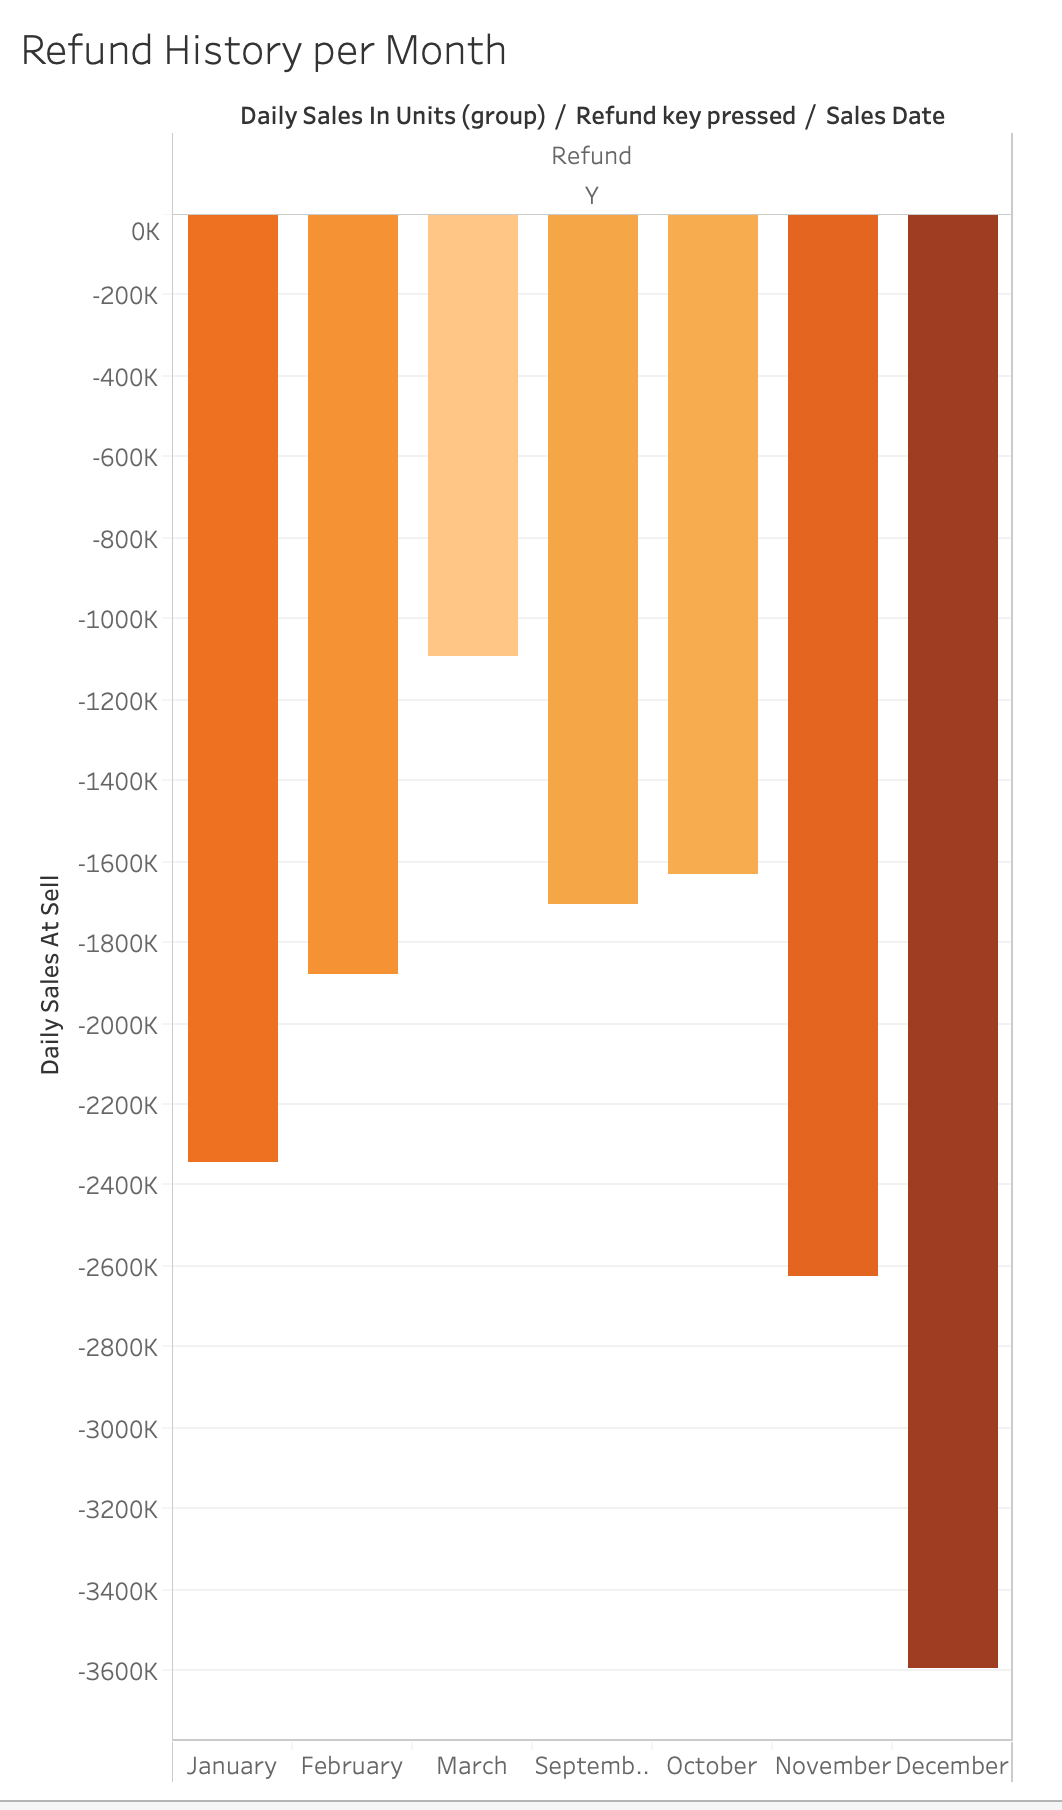 Refund History per Month
Daily Sales In Units (group) / Refund key pressed / Sales Date
Refund
Y
0K
-200K
-400K
-600K
-800K
-1000K
-1200K
-1400K
-1600K
-1800K
-2000K
-2200K
-2400K
-2600K
-2800K
-3000K
-3200K
-3400K
-3600K
Daily Sales At Sell
January February March Septemb.. October November December